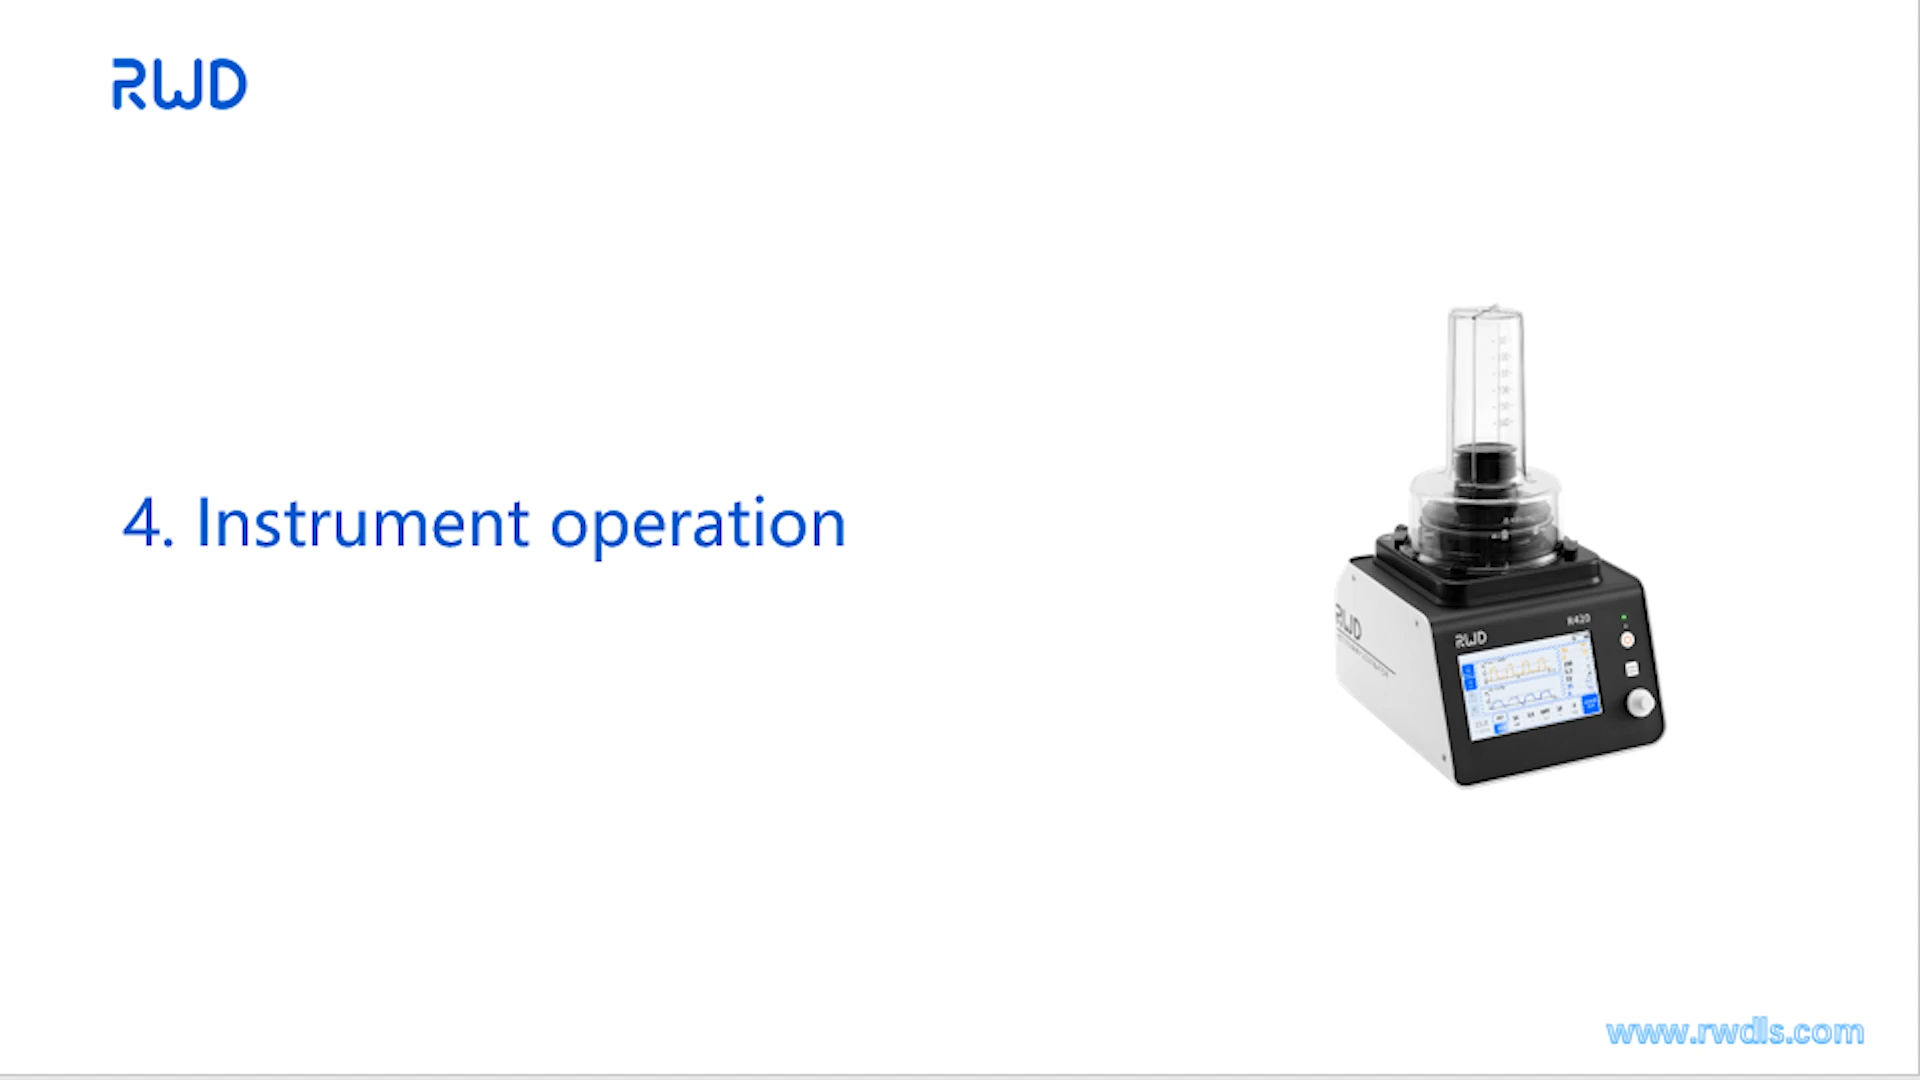 RWD
4. Instrument operation
RWD
RWD
R420
www.rwdls.com